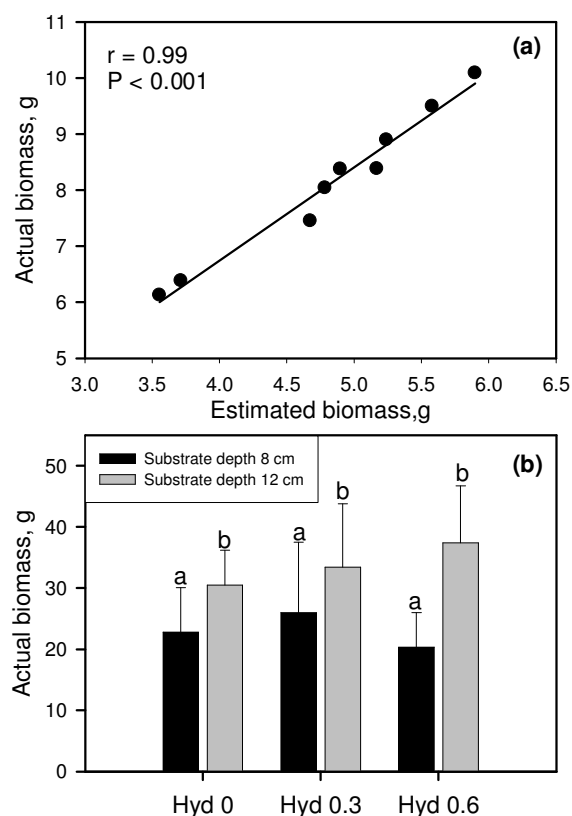 (a)
r = 0.99
P < 0.001
Actual biomass, g
11
10
9
8
7
6
5
3.0 3.5 4.0 4.5 5.0 5.5 6.0 6.5
Estimated biomass,g
(b)
Substrate depth 8 cm
Substrate depth 12 cm
Actual biomass, g
50
40
30
20
10
0
a b a b a b
Hyd 0 Hyd 0.3 Hyd 0.6